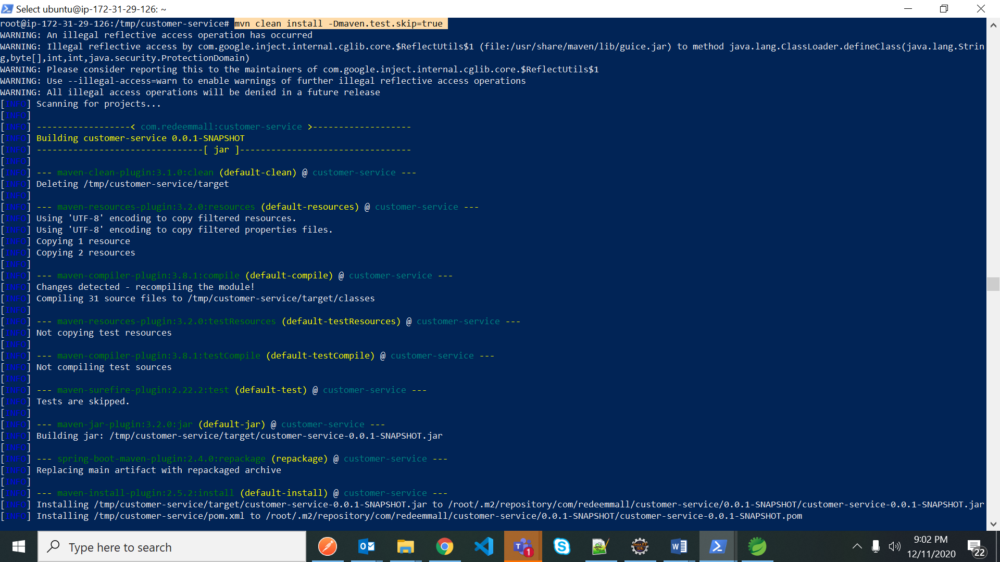 Select ubuntu@ip-172-31-29-126: ~
root@ip-172-31-29-126:/tmp/customer-service# mvn clean install -Dmaven.test.skip=true
WARNING: An illegal reflective access operation has occurred
WARNING: Illegal reflective access by com.google.inject.internal.cglib.core.$ReflectUtils$1 (file:/usr/share/maven/lib/guice.jar) to method java.lang.ClassLoader.defineClass(java.lang.Strin
g,byte[],int,int,java.security.ProtectionDomain)
WARNING: Please consider reporting this to the maintainers of com.google.inject.internal.cglib.core.$ReflectUtils$1
WARNING: Use --illegal-access=warn to enable warnings of further illegal reflective access operations
WARNING: All illegal access operations will be denied in a future release
[INFO] Scanning for projects...
[INFO]
[INFO] ------------------< com.redeemmall:customer-service >-------------------
[INFO] Building customer-service 0.0.1-SNAPSHOT
[INFO] --------------------------------[ jar ]---------------------------------
[INFO]
[INFO] --- maven-clean-plugin:3.1.0:clean (default-clean) @ customer-service ---
[INFO] Deleting /tmp/customer-service/target
[INFO]
[INFO] --- maven-resources-plugin:3.2.0:resources (default-resources) @ customer-service ---
[INFO] Using 'UTF-8' encoding to copy filtered resources.
[INFO] Using 'UTF-8' encoding to copy filtered properties files.
[INFO] Copying 1 resource
[INFO] Copying 2 resources
[INFO]
[INFO] --- maven-compiler-plugin:3.8.1:compile (default-compile) @ customer-service ---
[INFO] Changes detected - recompiling the module!
[INFO] Compiling 31 source files to /tmp/customer-service/target/classes
[INFO]
[INFO] --- maven-resources-plugin:3.2.0:testResources (default-testResources) @ customer-service ---
[INFO] Not copying test resources
[INFO]
[INFO] --- maven-compiler-plugin:3.8.1:testCompile (default-testCompile) @ customer-service ---
[INFO] Not compiling test sources
[INFO]
[INFO] --- maven-surefire-plugin:2.22.2:test (default-test) @ customer-service ---
[INFO] Tests are skipped.
[INFO]
[INFO] --- maven-jar-plugin:3.2.0:jar (default-jar) @ customer-service ---
[INFO] Building jar: /tmp/customer-service/target/customer-service-0.0.1-SNAPSHOT.jar
[INFO]
[INFO] --- spring-boot-maven-plugin:2.4.0:repackage (repackage) @ customer-service ---
[INFO] Replacing main artifact with repackaged archive
[INFO]
[INFO] --- maven-install-plugin:2.5.2:install (default-install) @ customer-service ---
[INFO] Installing /tmp/customer-service/target/customer-service-0.0.1-SNAPSHOT.jar to /root/.m2/repository/com/redeemmall/customer-service/0.0.1-SNAPSHOT/customer-service-0.0.1-SNAPSHOT.jar
[INFO] Installing /tmp/customer-service/pom.xml to /root/.m2/repository/com/redeemmall/customer-service/0.0.1-SNAPSHOT/customer-service-0.0.1-SNAPSHOT.pom
Type here to search
1
Java EE
IDE
9:02 PM
12/11/2020
22